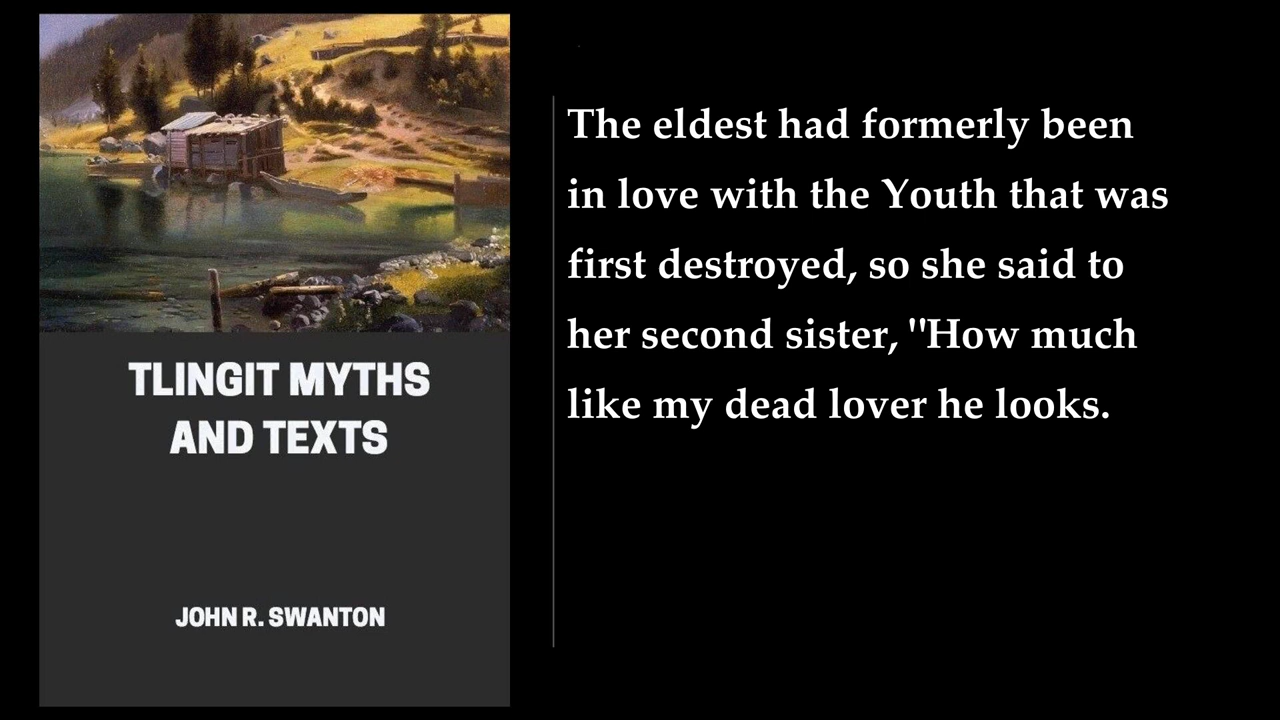 TLINGIT MYTHS
AND TEXTS
JOHN R. SWANTON
The eldest had formerly been
in love with the Youth that was
first destroyed, so she said to
her second sister, "How much
like my dead lover he looks.